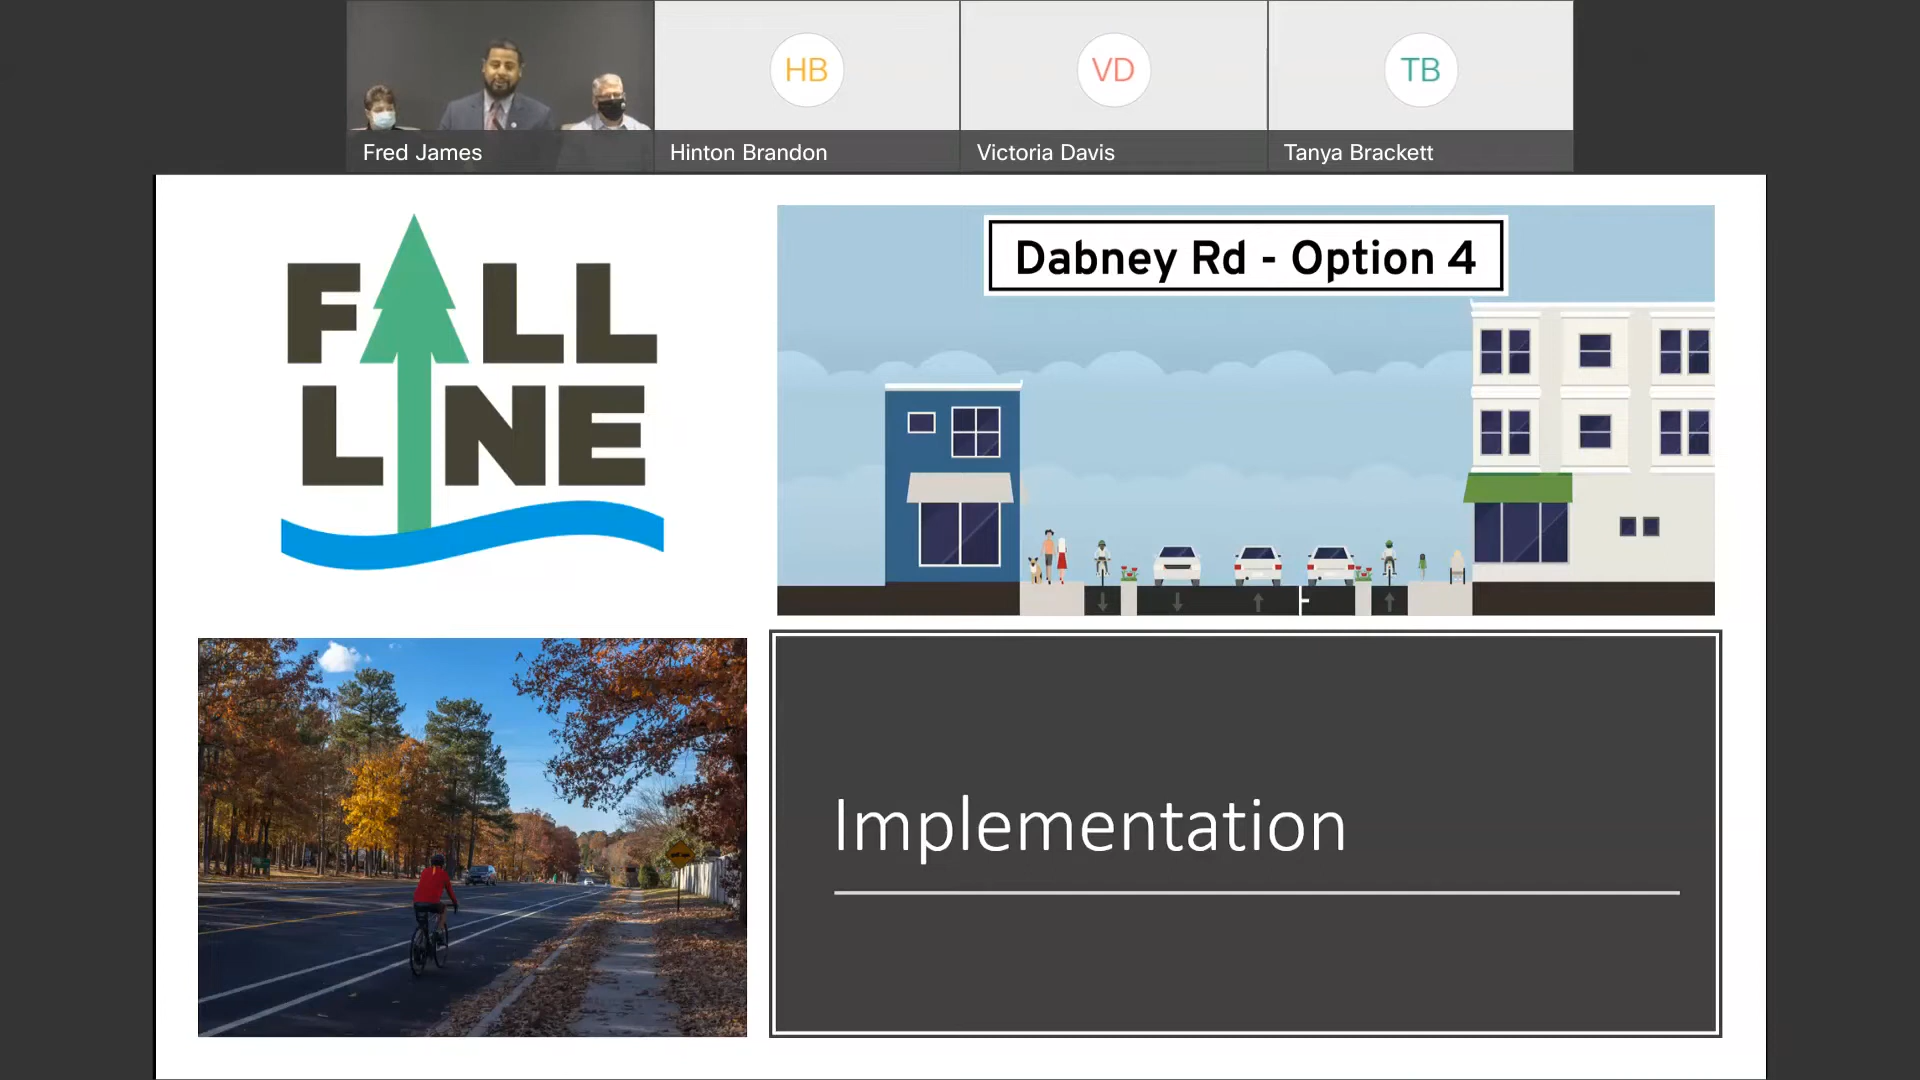 HB
VD
TB
Fred James
Hinton Brandon
Victoria Davis
Tanya Brackett
FALL
LINE
Dabney Rd - Option 4
Implementation